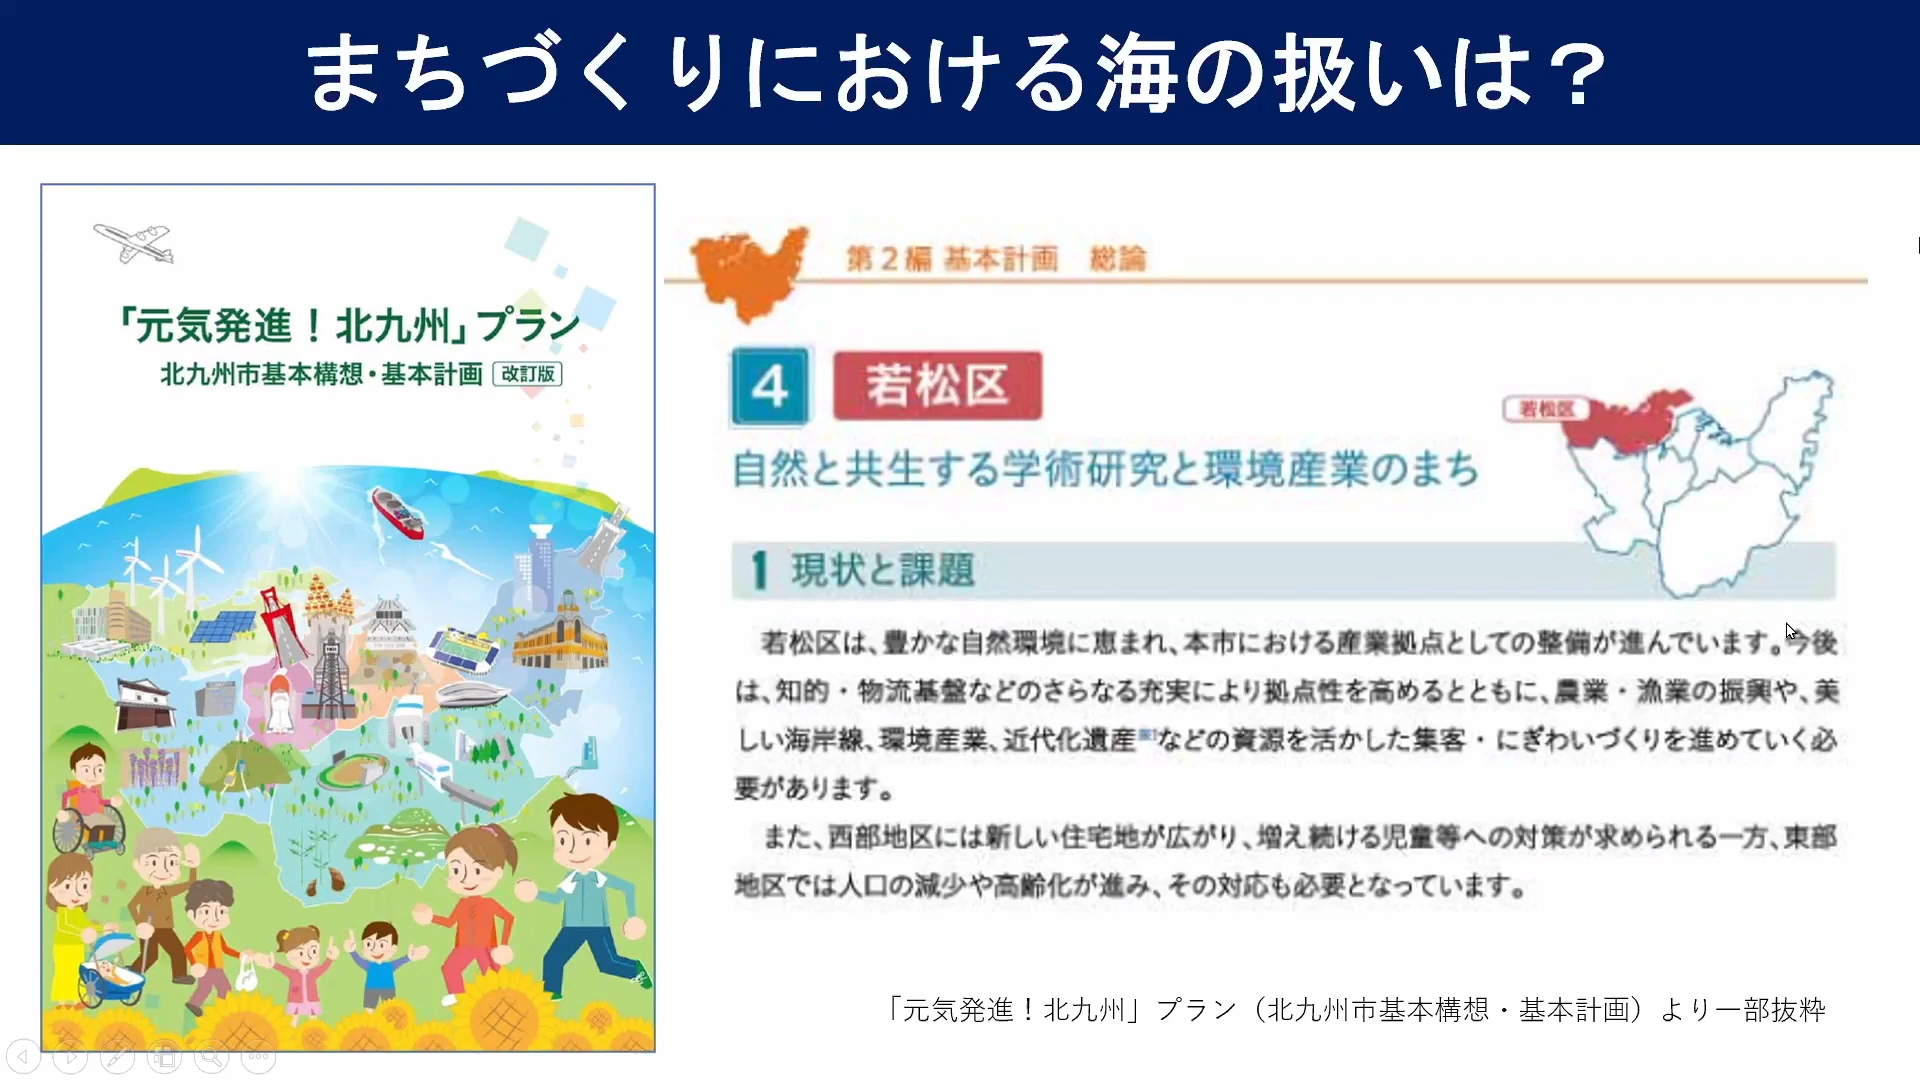 まちづくりにおける海の扱いは？
「元気発進！北九州」プラン
北九州市基本構想・基本計画 改訂版
第２編 基本計画　総論
4 若松区
若松区
自然と共生する学術研究と環境産業のまち
1 現状と課題
若松区は、豊かな自然環境に恵まれ、本市における産業拠点としての整備が進んでいます。今後
は、知的・物流基盤などのさらなる充実により拠点性を高めるとともに、農業・漁業の振興や、美
しい海岸線、環境産業、近代化遺産などの資源を活かした集客・にぎわいづくりを進めていく必
要があります。
また、西部地区には新しい住宅地が広がり、増え続ける児童等への対策が求められる一方、東部
地区では人口の減少や高齢化が進み、その対応も必要となっています。
「元気発進！北九州」プラン（北九州市基本構想・基本計画）より一部抜粋